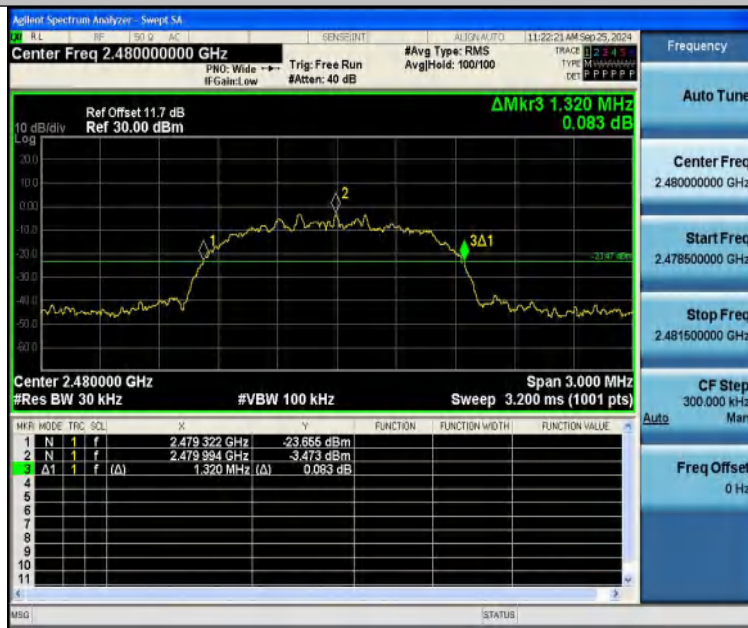 Agilent Spectrum Analyzer - Swept SA
RL RF 50 Ω AC SENSE:INT ALIGN AUTO 11:22:21 AM Sep 25, 2024
Center Freq 2.480000000 GHz
PNO: Wide
IFGain:Low
Trig: Free Run
#Atten: 40 dB
#Avg Type: RMS
Avg|Hold: 100/100
TRACE 1 2 3 4 5 6
TYPE M W W W W W
DET P P P P P P
Ref Offset 11.7 dB
10 dB/div Ref 30.00 dBm
Log
ΔMkr3 1.320 MHz
0.083 dB
20.0
10.0
0.00
-10.0
-20.0
-30.0
-40.0
-50.0
-60.0
1
2
3Δ1
-23.47 dBm
Center 2.480000 GHz Span 3.000 MHz
#Res BW 30 kHz #VBW 100 kHz Sweep 3.200 ms (1001 pts)
MKR MODE TRC SCL X Y FUNCTION FUNCTION WIDTH FUNCTION VALUE
1 N 1 f 2.479 322 GHz -23.655 dBm
2 N 1 f 2.479 994 GHz -3.473 dBm
3 Δ1 1 f (Δ) 1.320 MHz (Δ) 0.083 dB
4
5
6
7
8
9
10
11
MSG STATUS
Frequency
Auto Tune
Center Freq
2.480000000 GHz
Start Freq
2.478500000 GHz
Stop Freq
2.481500000 GHz
CF Step
300.000 kHz
Auto Man
Freq Offset
0 Hz